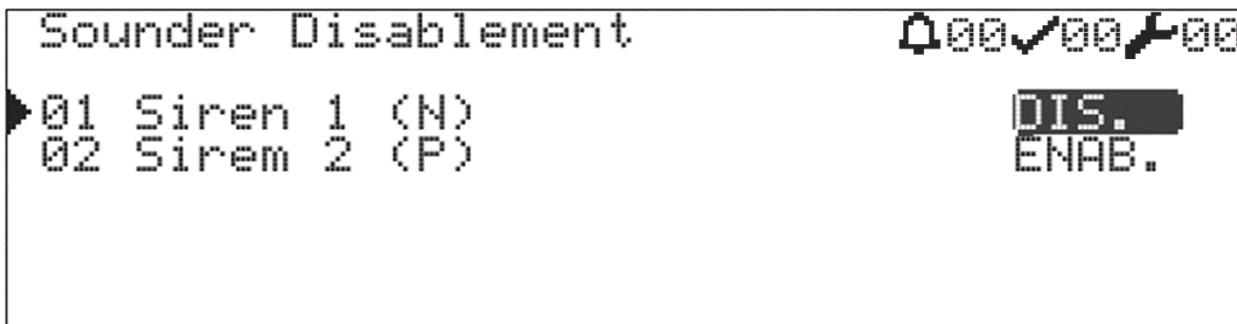 Sounder Disablement 00 00 00
01 Siren 1 (N) DIS.
02 Sirem 2 (P) ENAB.